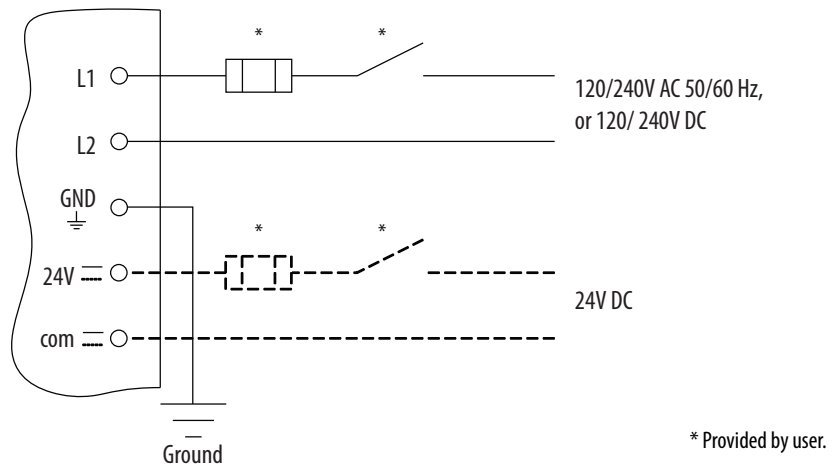 * *
L1
120/240V AC 50/60 Hz,
or 120/ 240V DC
L2
GND
* *
24V
24V DC
com
Ground
* Provided by user.